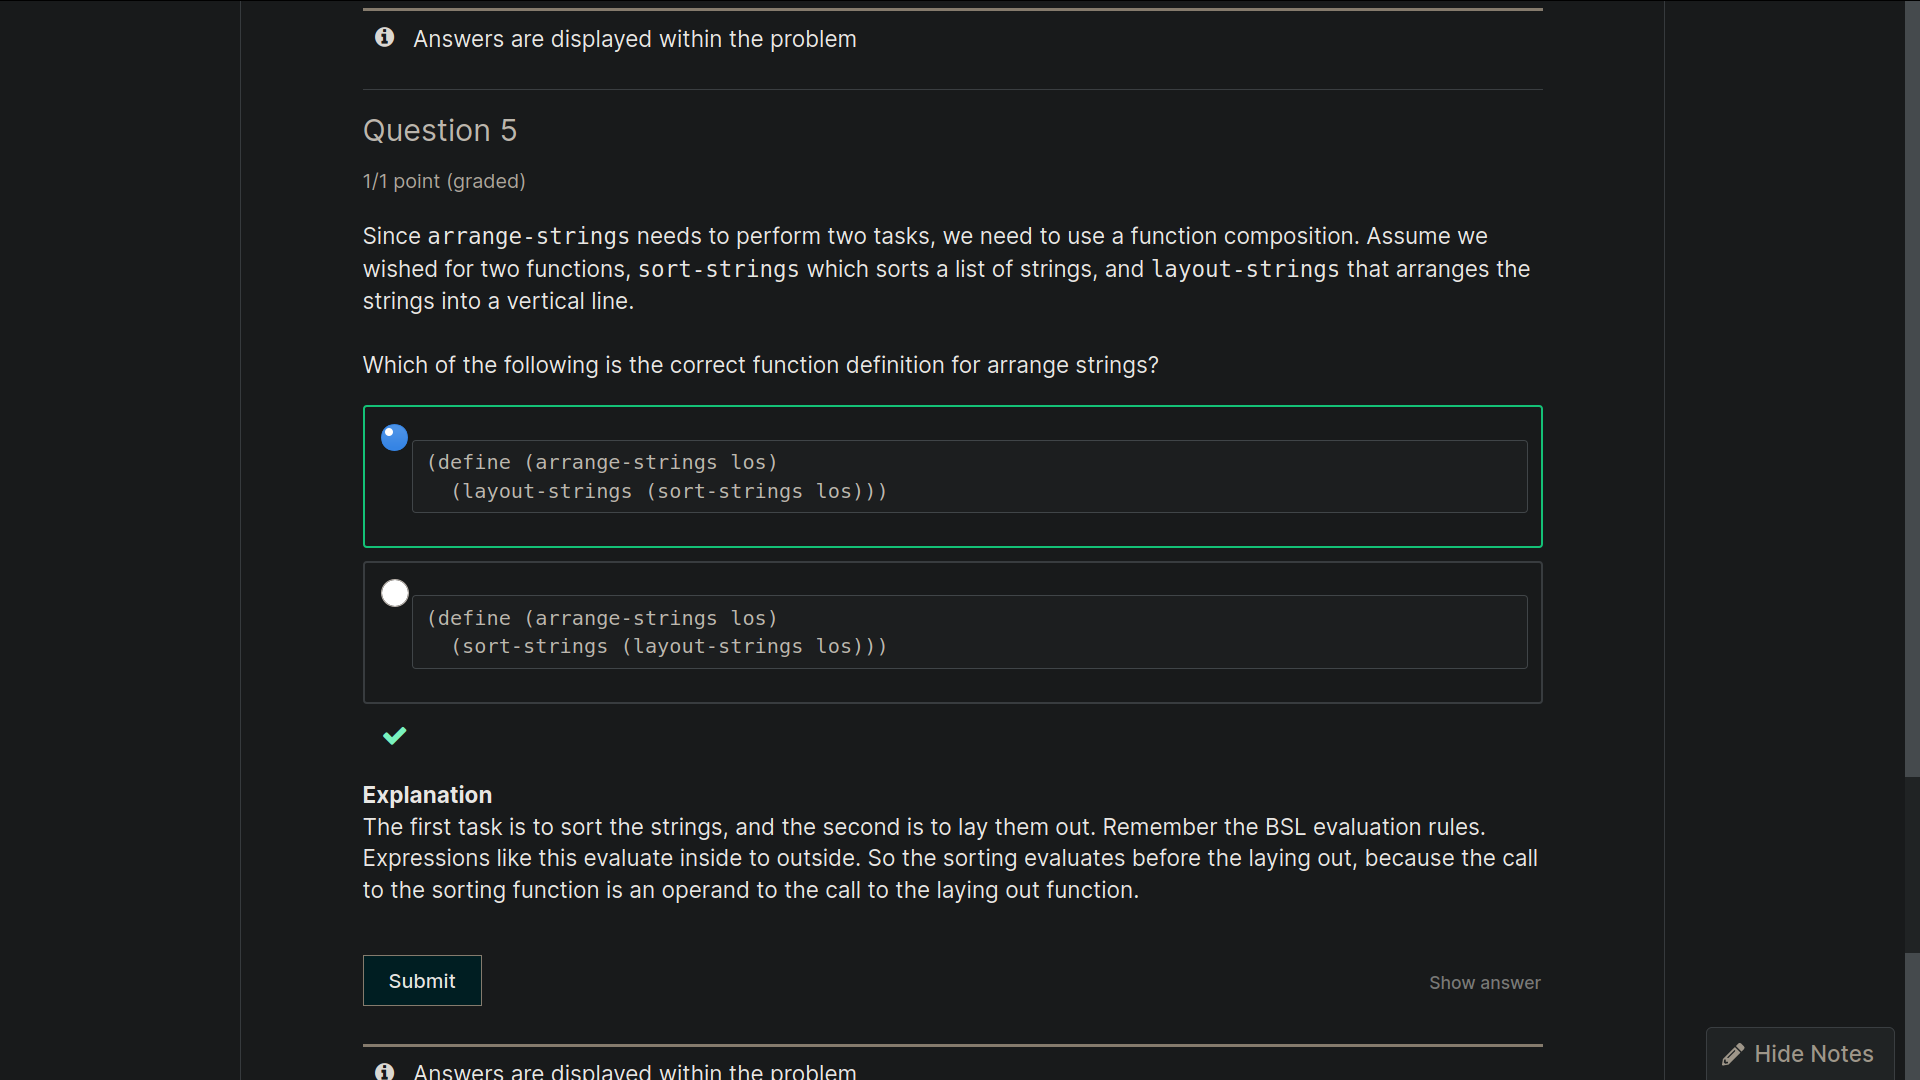 Answers are displayed within the problem
Question 5
1/1 point (graded)
Since arrange-strings needs to perform two tasks, we need to use a function composition. Assume we
wished for two functions, sort-strings which sorts a list of strings, and layout-strings that arranges the
strings into a vertical line.
Which of the following is the correct function definition for arrange strings?
(define (arrange-strings los)
  (layout-strings (sort-strings los)))
(define (arrange-strings los)
  (sort-strings (layout-strings los)))
Explanation
The first task is to sort the strings, and the second is to lay them out. Remember the BSL evaluation rules.
Expressions like this evaluate inside to outside. So the sorting evaluates before the laying out, because the call
to the sorting function is an operand to the call to the laying out function.
Submit
Show answer
Hide Notes
Answers are displayed within the problem